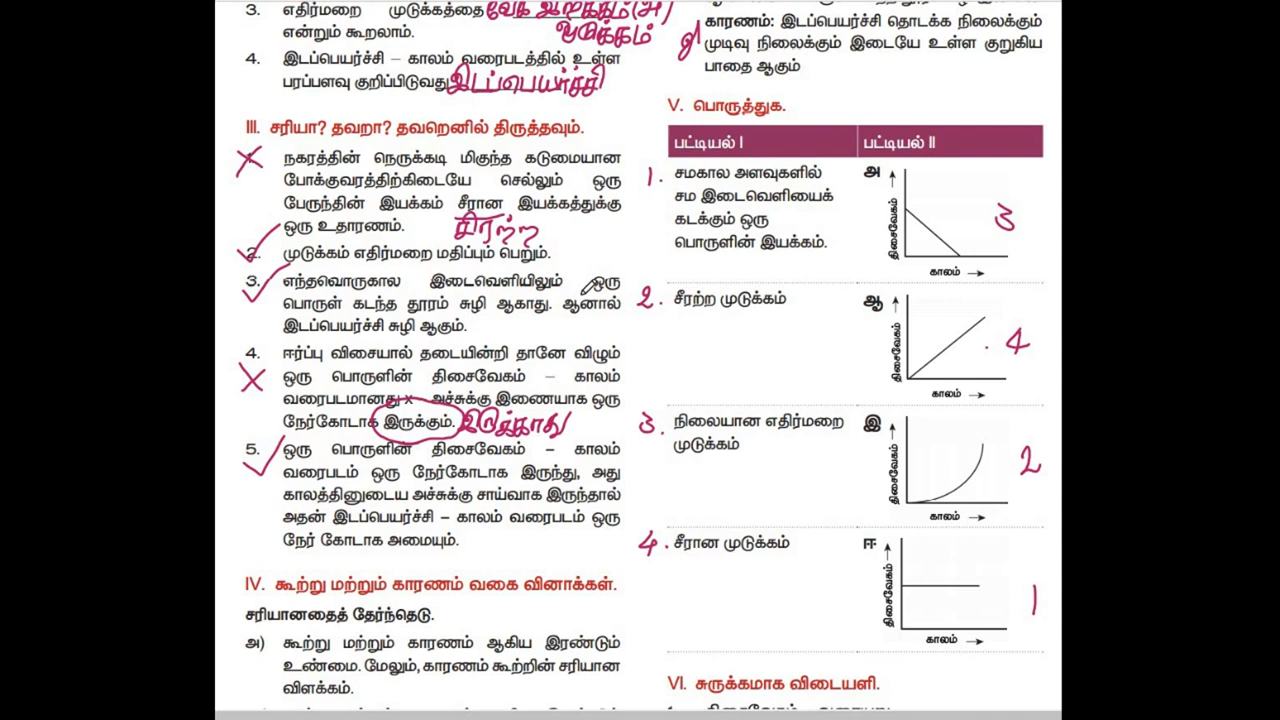 3. எதிர்மறை முடுக்கத்தை வேக இறக்கம் (அ)
என்றும் கூறலாம். முடுக்கம்
4. இடப்பெயர்ச்சி – காலம் வரைபடத்தில் உள்ள
பரப்பளவு குறிப்பிடுவது இடப்பெயர்ச்சி
III. சரியா? தவறா? தவறெனில் திருத்தவும்.
நகரத்தின் நெருக்கடி மிகுந்த கடுமையான
போக்குவரத்திற்கிடையே செல்லும் ஒரு
பேருந்தின் இயக்கம் சீரான இயக்கத்துக்கு
ஒரு உதாரணம். சீரற்ற
2. முடுக்கம் எதிர்மறை மதிப்பும் பெறும்.
3. எந்தவொருகால இடைவெளியிலும் ஒரு
பொருள் கடந்த தூரம் சுழி ஆகாது. ஆனால்
இடப்பெயர்ச்சி சுழி ஆகும்.
4. ஈர்ப்பு விசையால் தடையின்றி தானே விழும்
ஒரு பொருளின் திசைவேகம் – காலம்
வரைபடமானது x அச்சுக்கு இணையாக ஒரு
நேர்கோடாக இருக்கும். இருக்காது
5. ஒரு பொருளின் திசைவேகம் – காலம்
வரைபடம் ஒரு நேர்கோடாக இருந்து, அது
காலத்தினுடைய அச்சுக்கு சாய்வாக இருந்தால்
அதன் இடப்பெயர்ச்சி – காலம் வரைபடம் ஒரு
நேர் கோடாக அமையும்.
IV. கூற்று மற்றும் காரணம் வகை வினாக்கள்.
சரியானதைத் தேர்ந்தெடு.
அ) கூற்று மற்றும் காரணம் ஆகிய இரண்டும்
உண்மை. மேலும், காரணம் கூற்றின் சரியான
விளக்கம்.
காரணம்: இடப்பெயர்ச்சி தொடக்க நிலைக்கும்
முடிவு நிலைக்கும் இடையே உள்ள குறுகிய
பாதை ஆகும்
V. பொருத்துக.
பட்டியல் I பட்டியல் II
1. சமகால அளவுகளில்
சம இடைவெளியைக்
கடக்கும் ஒரு
பொருளின் இயக்கம்.
அ
திசைவேகம்
காலம்
3
2. சீரற்ற முடுக்கம்
ஆ
திசைவேகம்
காலம்
4
3. நிலையான எதிர்மறை
முடுக்கம்
இ
திசைவேகம்
காலம்
2
4. சீரான முடுக்கம்
ஈ
திசைவேகம்
காலம்
1
VI. சுருக்கமாக விடையளி.